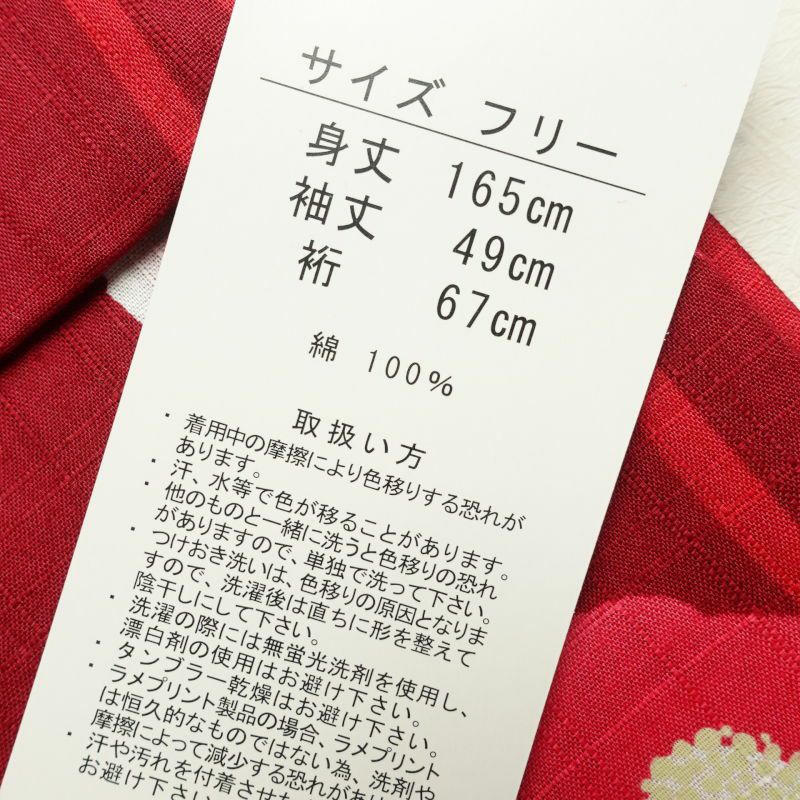 サイズ フリー
身丈 165cm
袖丈 49cm
裄 67cm
綿 100%
取扱い方
・着用中の摩擦により色移りする恐れが
あります。
・汗、水等で色が移ることがあります。
・他のものと一緒に洗うと色移りの恐れ
がありますので、単独で洗って下さい。
・つけおき洗いは、色移りの原因となりま
すので、洗濯後は直ちに形を整えて
陰干しにして下さい。
・洗濯の際には無蛍光洗剤を使用し、
漂白剤の使用はお避け下さい。
・タンブラー乾燥はお避け下さい。
・ラメプリント製品の場合、ラメプリント
は恒久的なものではない為、洗剤や
摩擦によって減少する恐れがあり
汗や汚れを付着させた
お避け下さい